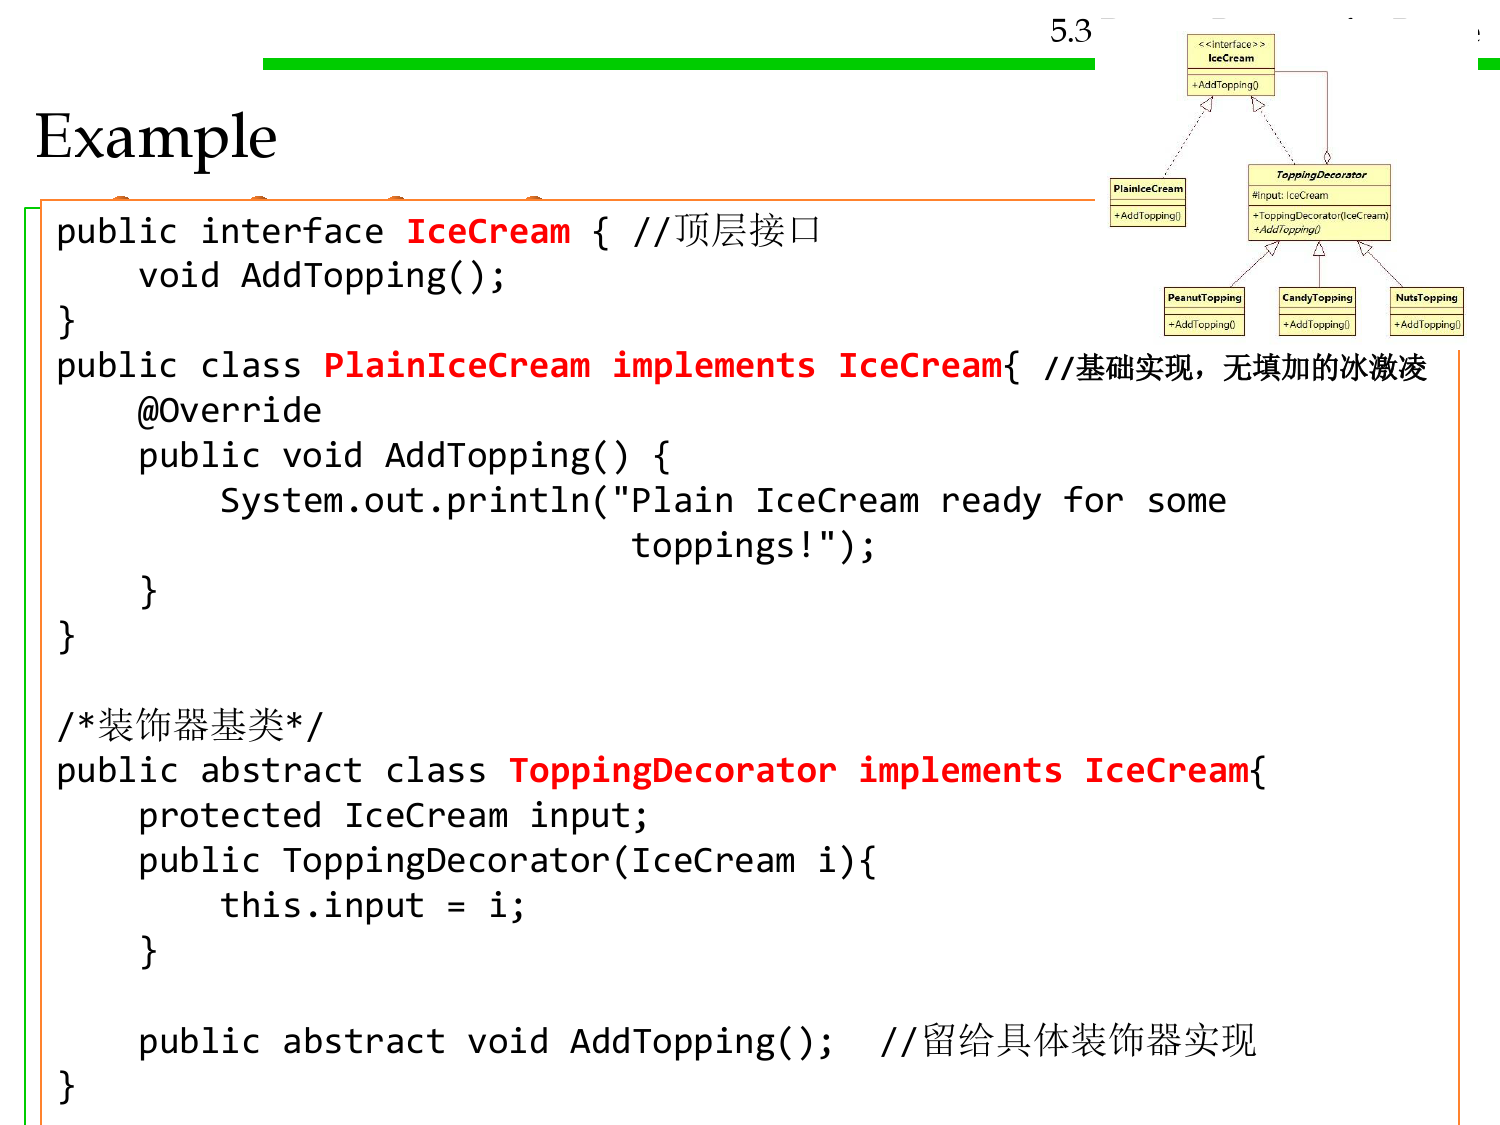 5.3
Example
<<interface>>
IceCream
+AddTopping()
PlainIceCream
+AddTopping()
ToppingDecorator
#input: IceCream
+ToppingDecorator(IceCream)
+AddTopping()
PeanutTopping
+AddTopping()
CandyTopping
+AddTopping()
NutsTopping
+AddTopping()
public interface IceCream { //顶层接口
    void AddTopping();
}
public class PlainIceCream implements IceCream{ //基础实现，无填加的冰激凌
    @Override
    public void AddTopping() {
        System.out.println("Plain IceCream ready for some
                            toppings!");
    }
}
/*装饰器基类*/
public abstract class ToppingDecorator implements IceCream{
    protected IceCream input;
    public ToppingDecorator(IceCream i){
        this.input = i;
    }
    public abstract void AddTopping();  //留给具体装饰器实现
}